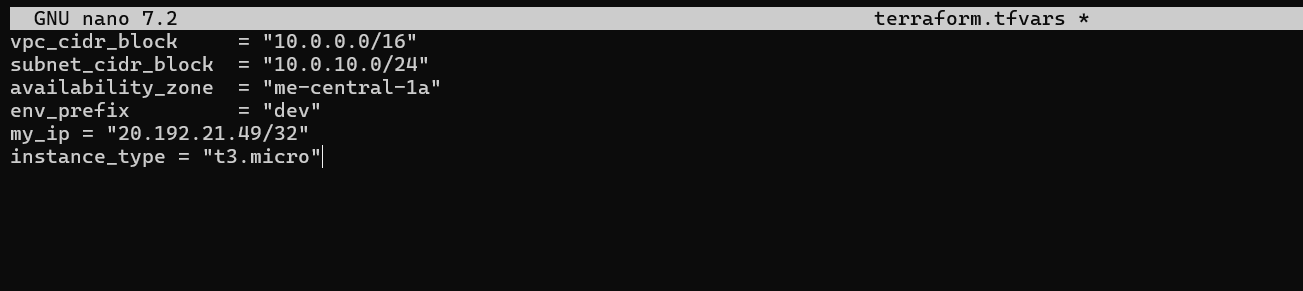 GNU nano 7.2 terraform.tfvars *
vpc_cidr_block     = "10.0.0.0/16"
subnet_cidr_block  = "10.0.10.0/24"
availability_zone  = "me-central-1a"
env_prefix         = "dev"
my_ip = "20.192.21.49/32"
instance_type = "t3.micro"